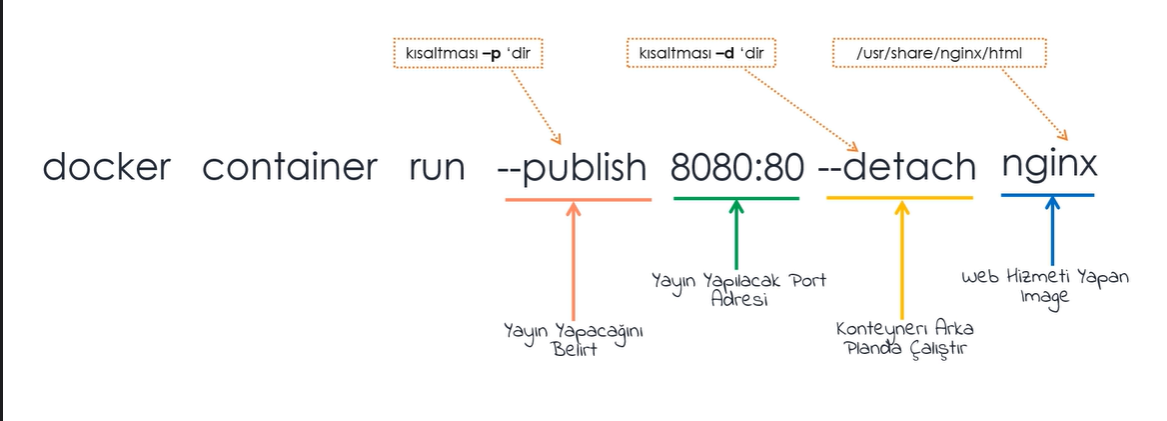 kısaltması –p ‘dir
kısaltması –d ‘dir
/usr/share/nginx/html
docker container run --publish 8080:80 --detach nginx
Yayın Yapılacak Port
Adresi
Web Hizmeti Yapan
Image
Yayın Yapacağını
Belirt
Konteyneri Arka
Planda Çalıştır